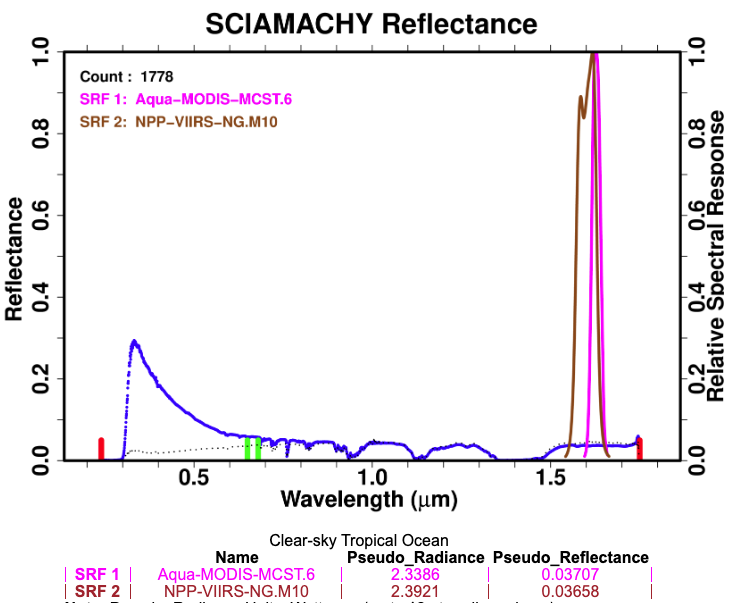 SCIAMACHY Reflectance
Count : 1778
SRF 1: Aqua−MODIS−MCST.6
SRF 2: NPP−VIIRS−NG.M10
Reflectance
Relative Spectral Response
0.0 0.2 0.4 0.6 0.8 1.0
0.0 0.2 0.4 0.6 0.8 1.0
0.5 1.0 1.5
Wavelength (μm)
Clear-sky Tropical Ocean
Name Pseudo_Radiance Pseudo_Reflectance
| SRF 1 | Aqua-MODIS-MCST.6 | 2.3386 | 0.03707 |
| SRF 2 | NPP-VIIRS-NG.M10 | 2.3921 | 0.03658 |